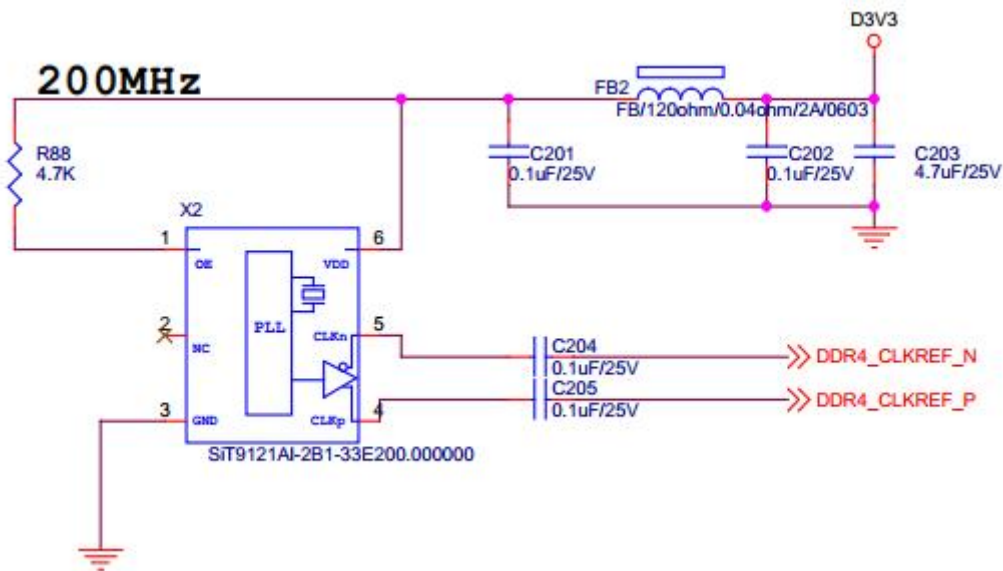 D3V3
200MHz
FB2
FB/120ohm/0.04ohm/2A/0603
R88
4.7K
C201
0.1uF/25V
C202
0.1uF/25V
C203
4.7uF/25V
X2
1
6
OE
VDD
2
5
PLL
CLKn
NC
C204
0.1uF/25V
DDR4_CLKREF_N
3
4
GND
CLKp
C205
0.1uF/25V
DDR4_CLKREF_P
SiT9121AI-2B1-33E200.000000